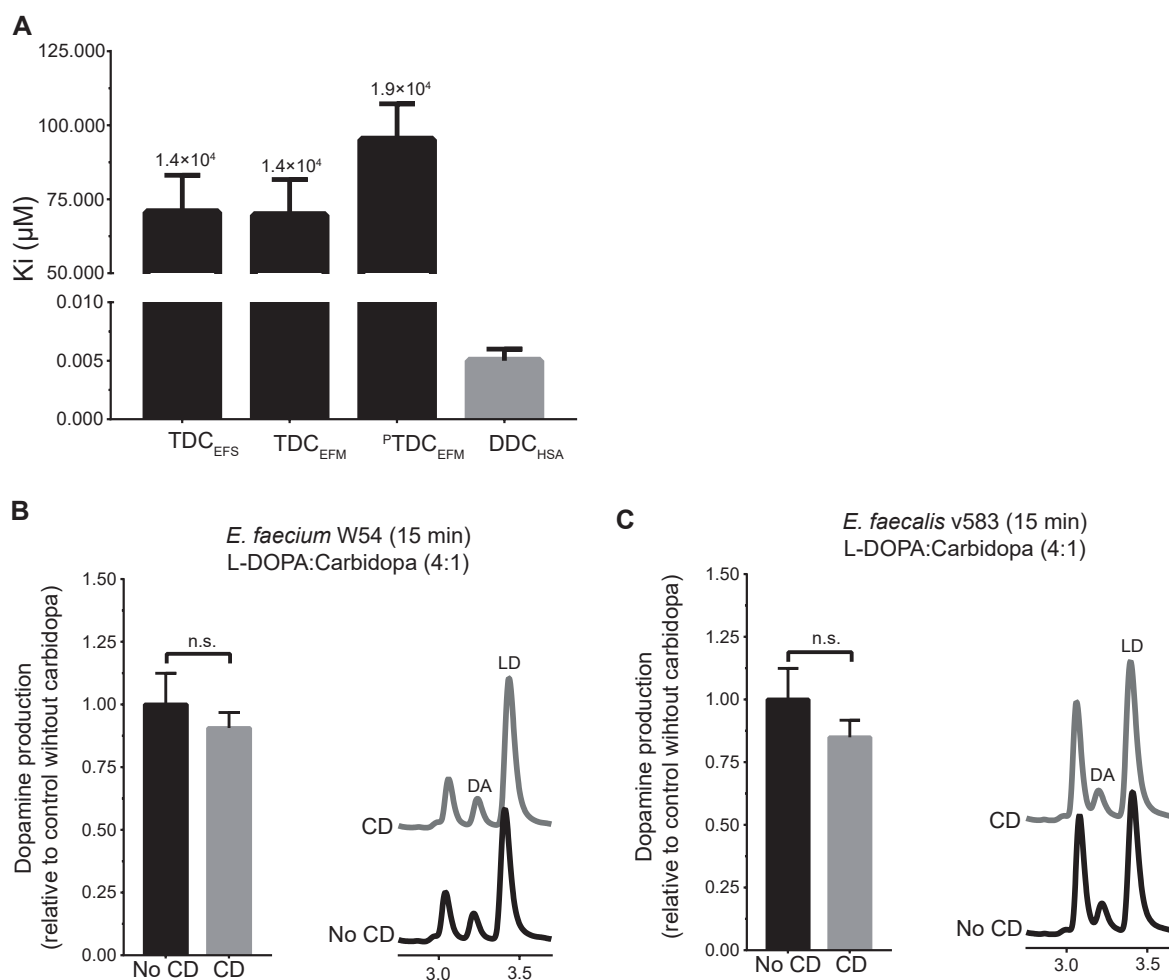 A
125.000
100.000
75.000
50.000
0.010
0.005
0.000
Ki (µM)
1.4×10⁴
1.4×10⁴
1.9×10⁴
TDC_EFS
TDC_EFM
ᴾTDC_EFM
DDC_HSA
B
E. faecium W54 (15 min)
L-DOPA:Carbidopa (4:1)
Dopamine production
(relative to control wihtout carbidopa)
1.50
1.25
1.00
0.75
0.50
0.25
0.00
n.s.
No CD
CD
LD
DA
CD
No CD
3.0
3.5
C
E. faecalis v583 (15 min)
L-DOPA:Carbidopa (4:1)
Dopamine production
(relative to control wihtout carbidopa)
1.50
1.25
1.00
0.75
0.50
0.25
0.00
n.s.
No CD
CD
LD
DA
CD
No CD
3.0
3.5